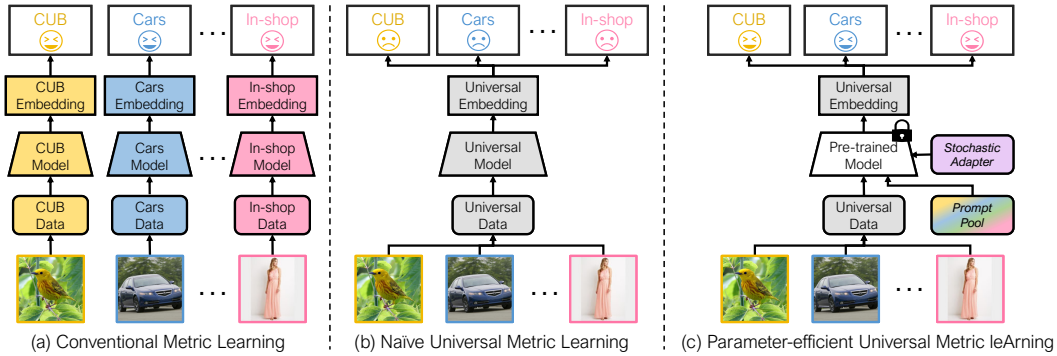 CUB
Cars
...
In-shop
CUB
Embedding
Cars
Embedding
In-shop
Embedding
CUB
Model
Cars
Model
...
In-shop
Model
CUB
Data
Cars
Data
In-shop
Data
...
(a) Conventional Metric Learning
CUB
Cars
...
In-shop
Universal
Embedding
Universal
Model
Universal
Data
...
(b) Naïve Universal Metric Learning
CUB
Cars
...
In-shop
Universal
Embedding
Pre-trained
Model
Stochastic
Adapter
Universal
Data
Prompt
Pool
...
(c) Parameter-efficient Universal Metric leArning